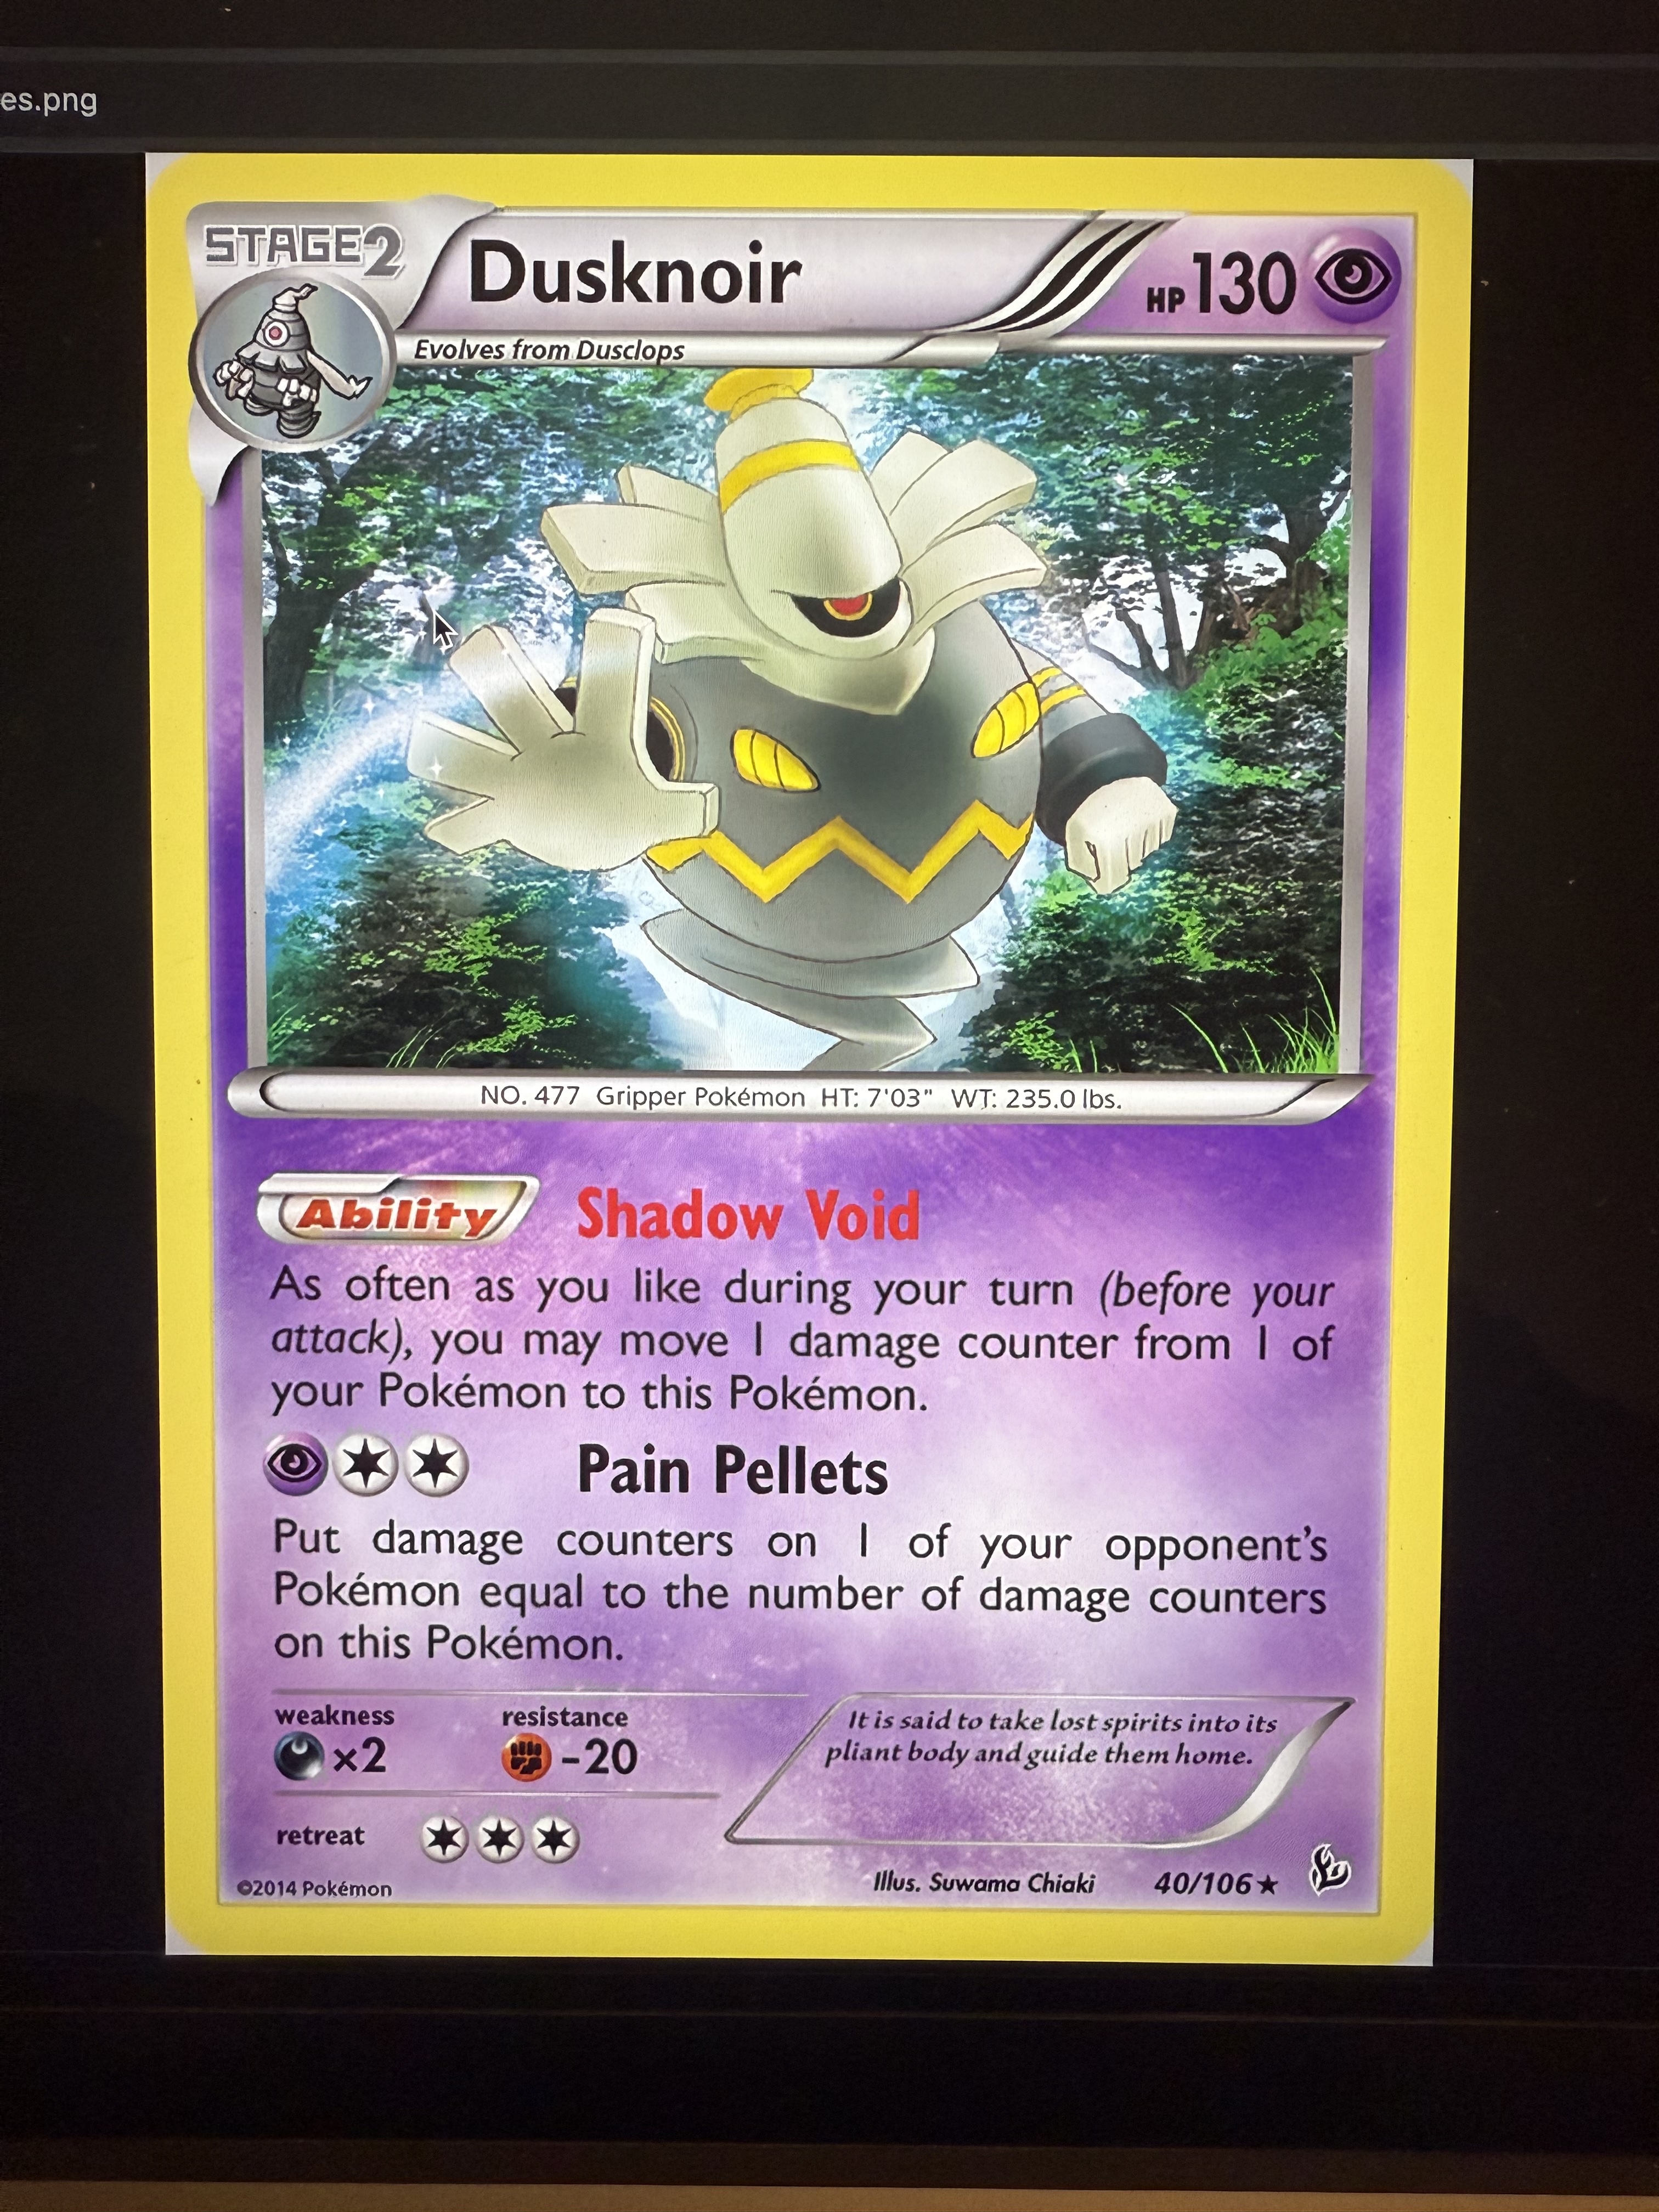 es.png
STAGE2
Dusknoir
HP 130
Evolves from Dusclops
NO. 477 Gripper Pokémon HT: 7'03" WT: 235.0 lbs.
Ability Shadow Void
As often as you like during your turn (before your
attack), you may move 1 damage counter from 1 of
your Pokémon to this Pokémon.
Pain Pellets
Put damage counters on 1 of your opponent's
Pokémon equal to the number of damage counters
on this Pokémon.
weakness resistance
×2 -20
It is said to take lost spirits into its
pliant body and guide them home.
retreat
©2014 Pokémon Illus. Suwama Chiaki 40/106★